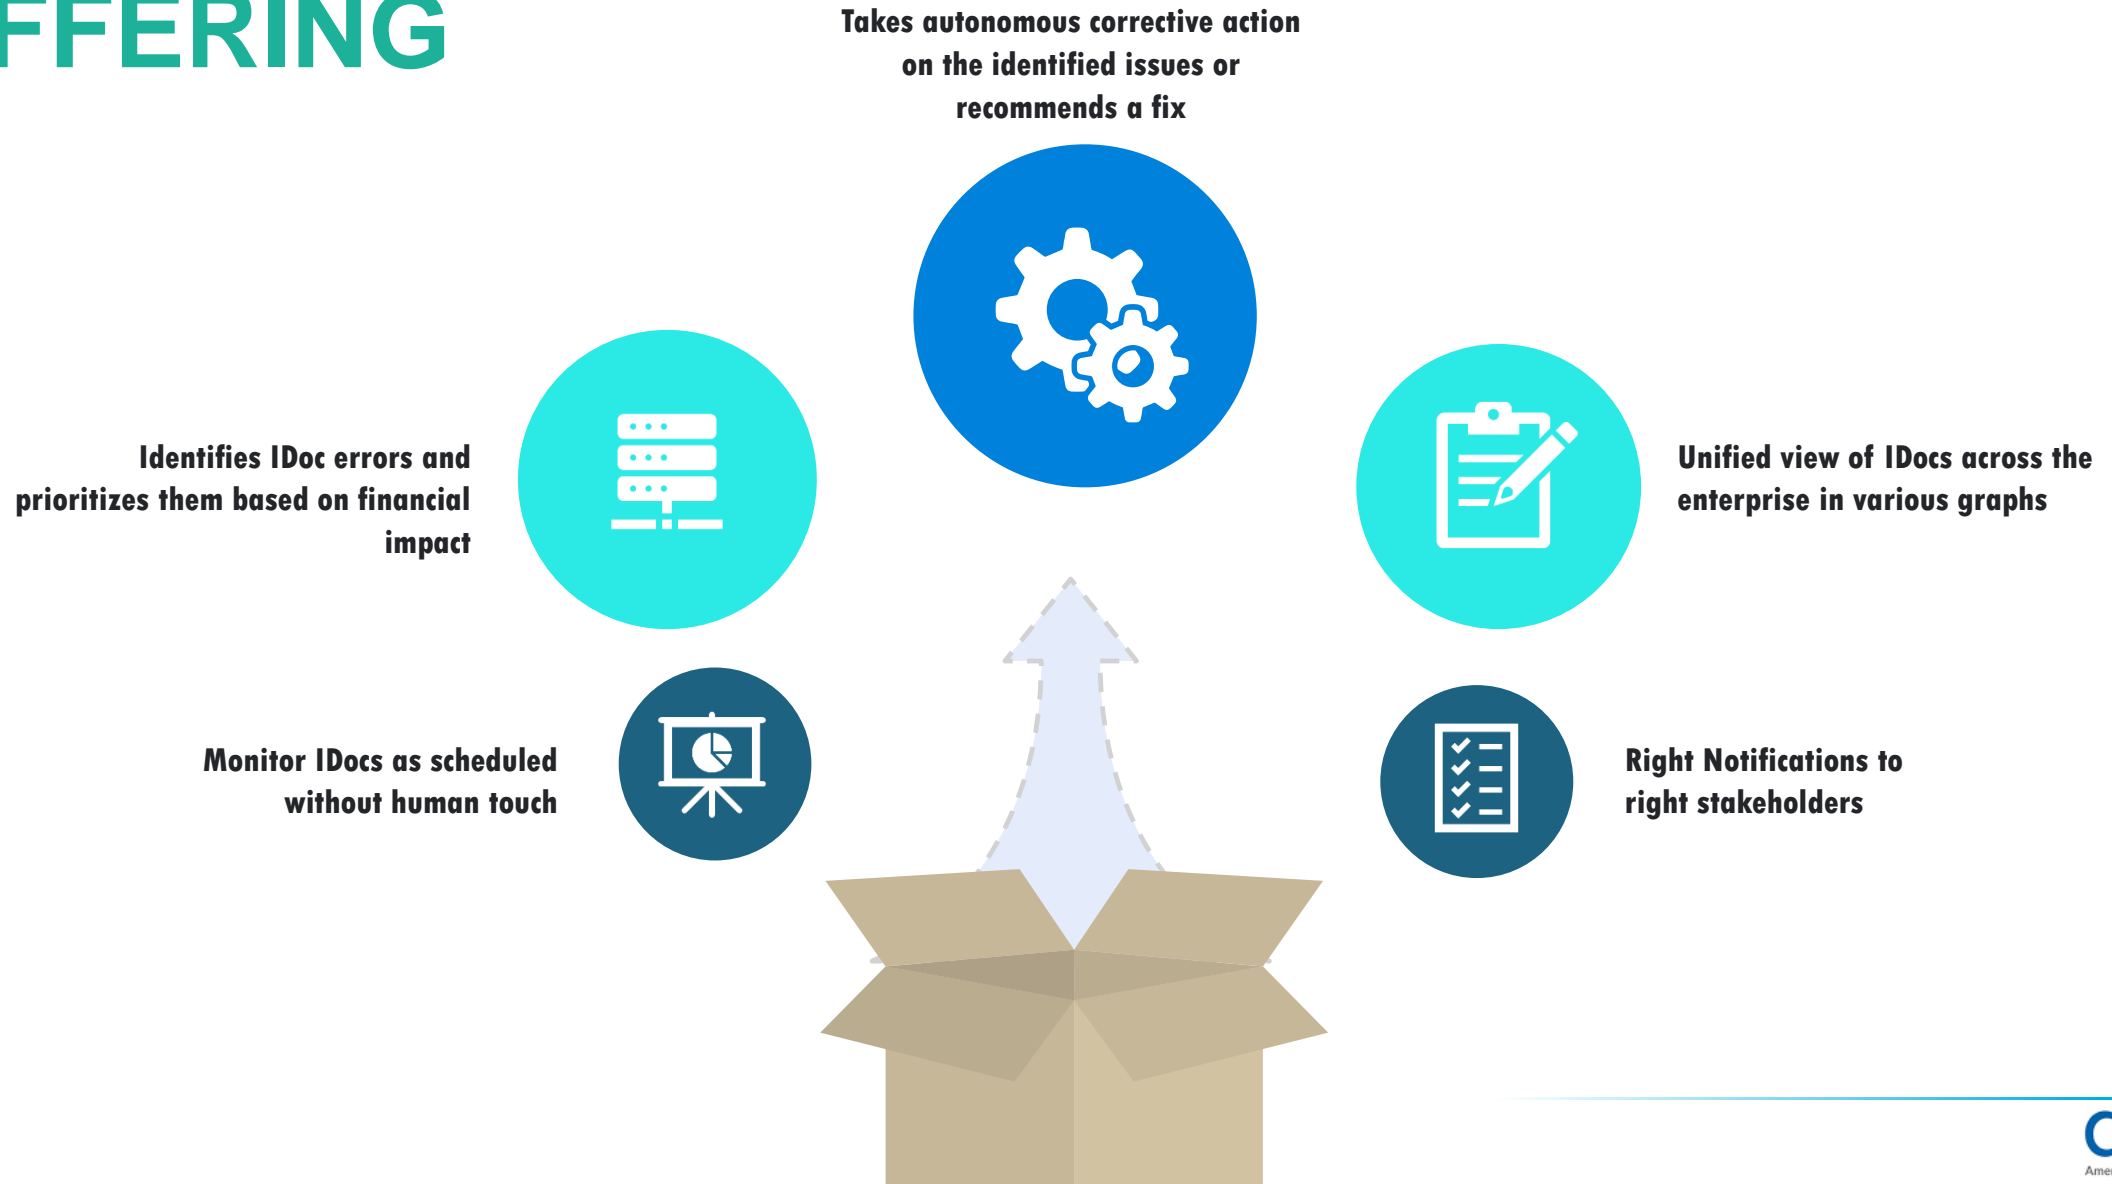 FFERING
Takes autonomous corrective action
on the identified issues or
recommends a fix
Identifies IDoc errors and
prioritizes them based on financial
impact
Unified view of IDocs across the
enterprise in various graphs
Monitor IDocs as scheduled
without human touch
Right Notifications to
right stakeholders